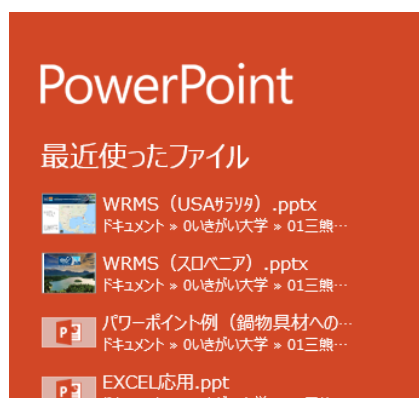 PowerPoint
最近使ったファイル
WRMS（USAｻﾗｿﾀ）.pptx
ドキュメント » 0いきがい大学 » 01三熊…
WRMS（ｽﾛﾍﾞﾆｱ）.pptx
ドキュメント » 0いきがい大学 » 01三熊…
パワーポイント例（鍋物具材への…
ドキュメント » 0いきがい大学 » 01三熊…
EXCEL応用.ppt